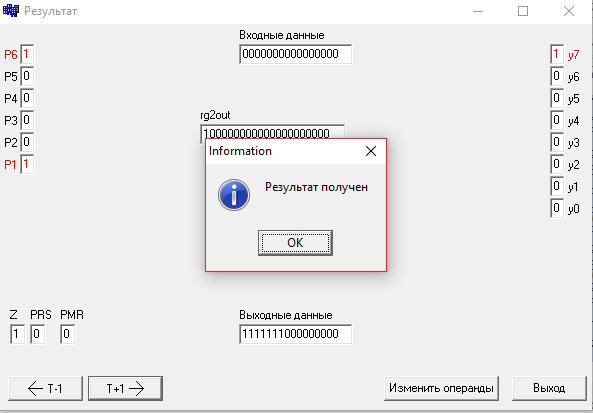 Результат
Входные данные
0000000000000000
P6 1
P5 0
P4 0
P3 0
P2 0
P1 1
1 y7
0 y6
0 y5
0 y4
0 y3
0 y2
0 y1
0 y0
rg2out
Information
Результат получен
OK
Z PRS PMR
1 0 0
Выходные данные
1111111000000000
T-1
T+1
Изменить операнды
Выход